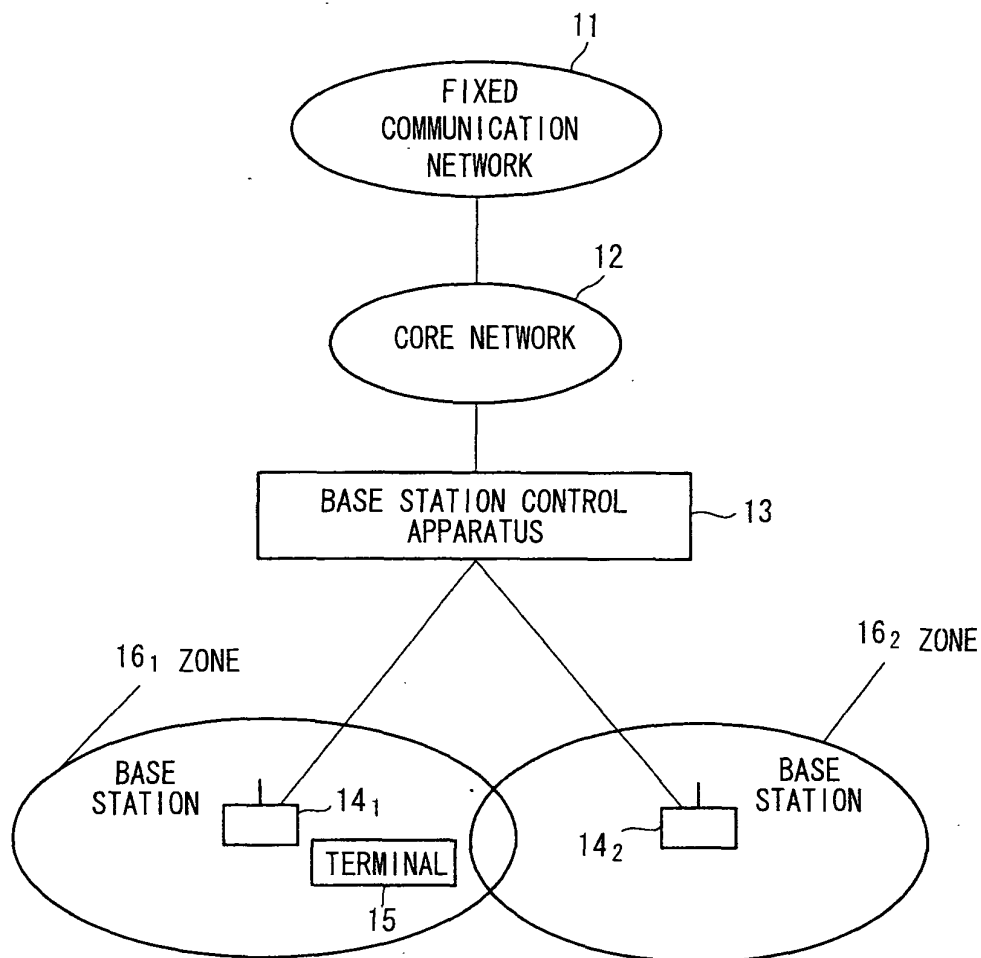 11
FIXED
COMMUNICATION
NETWORK
12
CORE NETWORK
BASE STATION CONTROL
APPARATUS
13
16₁ ZONE
16₂ ZONE
BASE
STATION
14₁
BASE
STATION
14₂
TERMINAL
15